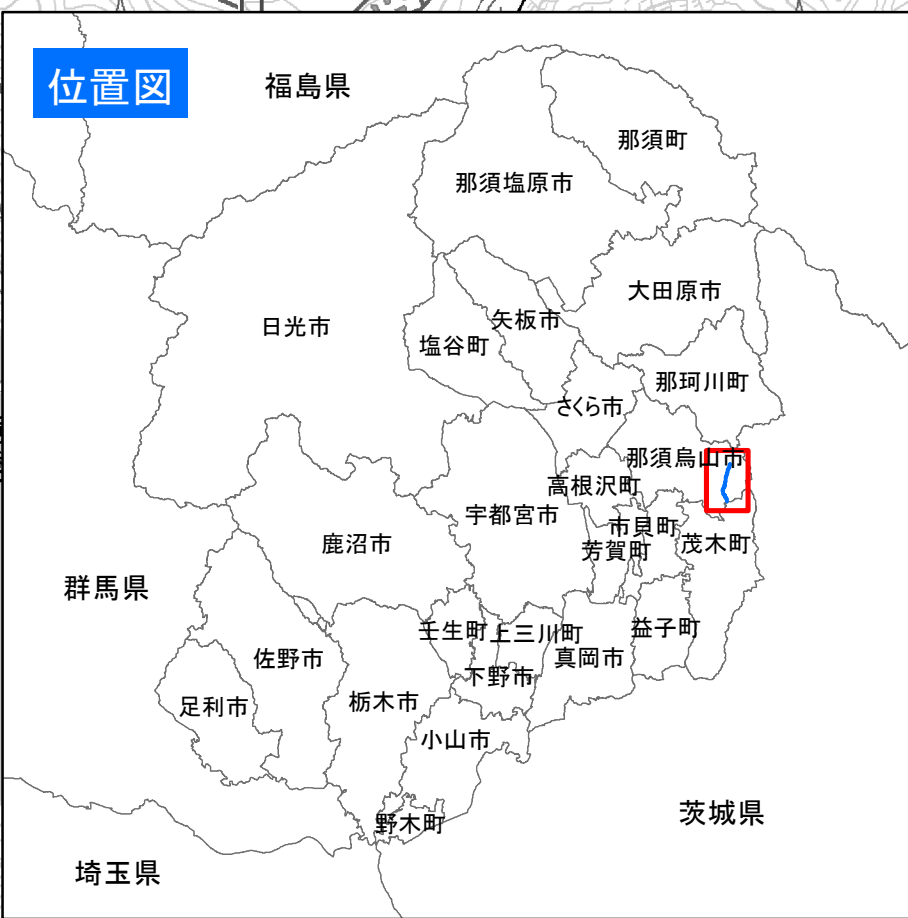 位置図
福島県
那須町
那須塩原市
大田原市
日光市
矢板市
塩谷町
那珂川町
さくら市
那須烏山市
高根沢町
宇都宮市
市貝町
鹿沼市
芳賀町
茂木町
群馬県
壬生町
上三川町
益子町
佐野市
真岡市
下野市
足利市
栃木市
小山市
茨城県
野木町
埼玉県